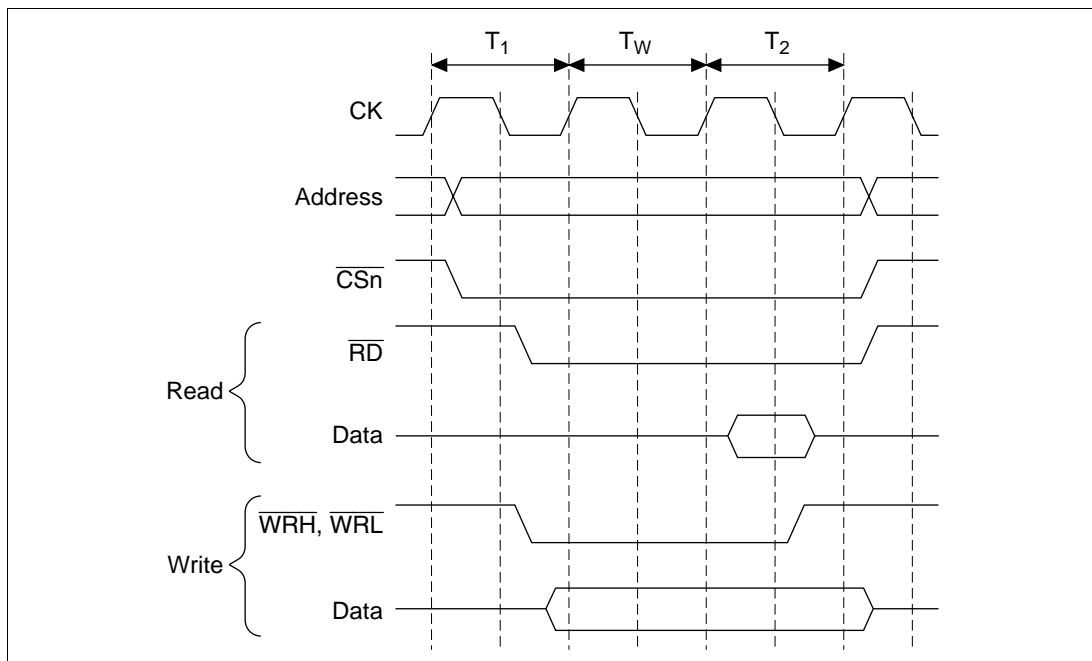 T1 TW T2
CK
Address
CSn
RD
Read
Data
WRH, WRL
Write
Data